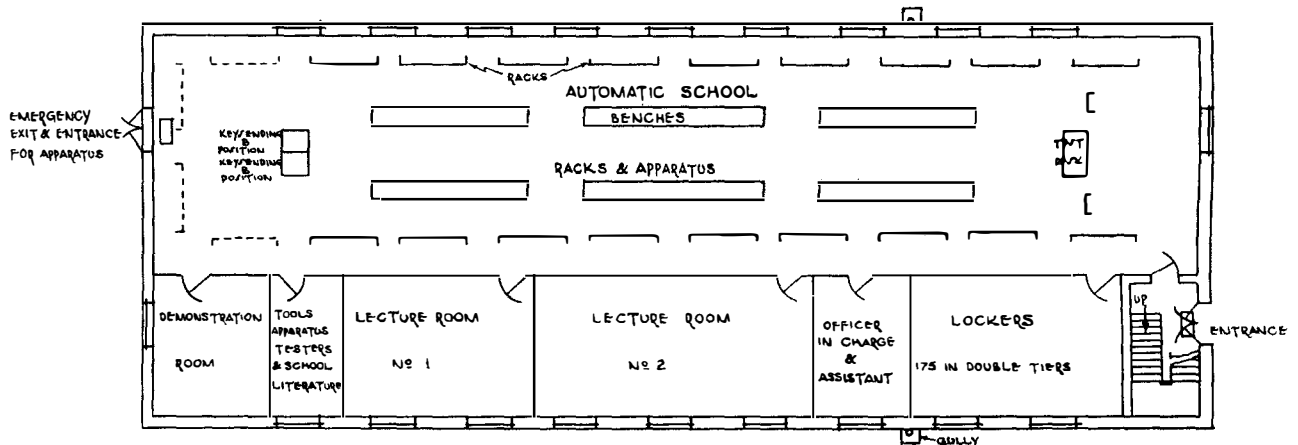 RACKS
AUTOMATIC SCHOOL
BENCHES
EMERGENCY
EXIT & ENTRANCE
FOR APPARATUS
KEYSENDING
B
POSITION
KEYSENDING
B
POSITION
RACKS & APPARATUS
DEMONSTRATION
ROOM
TOOLS
APPARATUS
TESTERS
& SCHOOL
LITERATURE
LECTURE ROOM
Nº 1
LECTURE ROOM
Nº 2
OFFICER
IN CHARGE
&
ASSISTANT
LOCKERS
175 IN DOUBLE TIERS
UP
ENTRANCE
GULLY